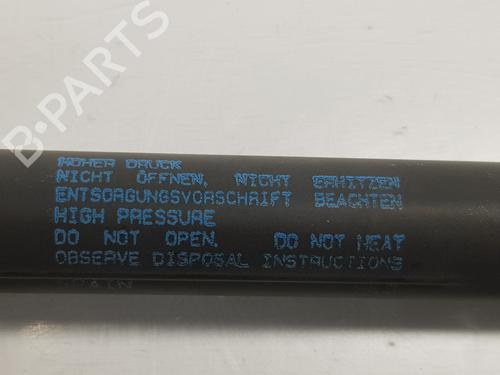 B-PARTS
HOHER DRUCK
NICHT ÖFFNEN, NICHT ERHITZEN
ENTSORGUNGSVORSCHRIFT BEACHTEN
HIGH PRESSURE
DO NOT OPEN. DO NOT HEAT
OBSERVE DISPOSAL INSTRUCTIONS
SPAIN